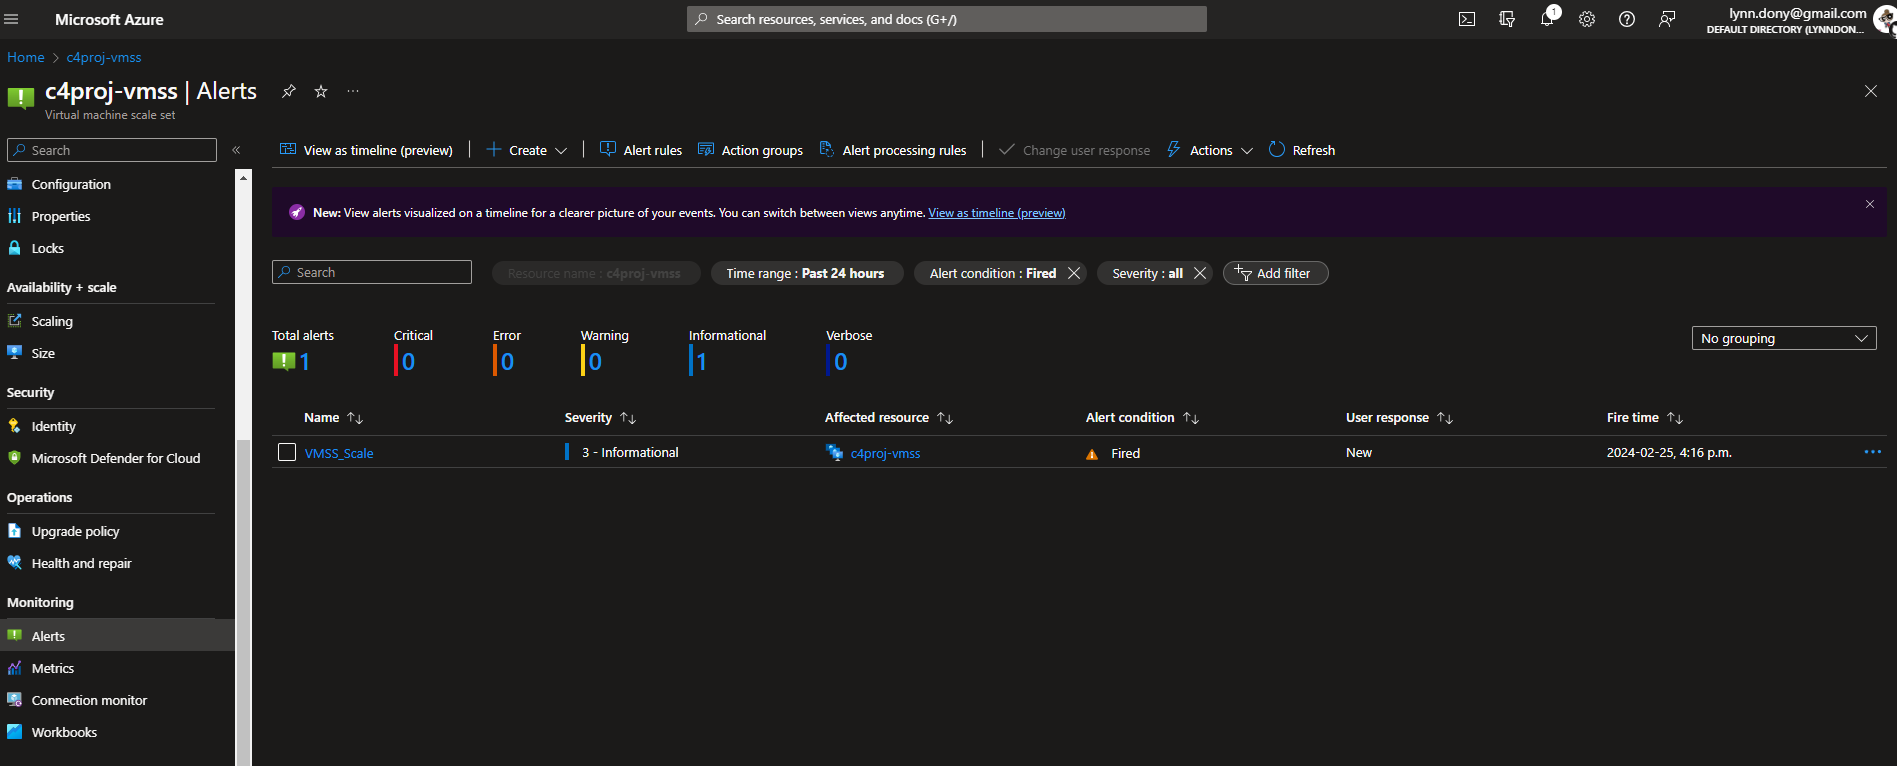 Microsoft Azure
Search resources, services, and docs (G+/)
1
lynn.dony@gmail.com
DEFAULT DIRECTORY (LYNNDON...
Home > c4proj-vmss
c4proj-vmss | Alerts
Virtual machine scale set
Search
Configuration
Properties
Locks
Availability + scale
Scaling
Size
Security
Identity
Microsoft Defender for Cloud
Operations
Upgrade policy
Health and repair
Monitoring
Alerts
Metrics
Connection monitor
Workbooks
View as timeline (preview) | Create | Alert rules Action groups Alert processing rules | Change user response Actions Refresh
New: View alerts visualized on a timeline for a clearer picture of your events. You can switch between views anytime. View as timeline (preview)
Search Resource name : c4proj-vmss Time range : Past 24 hours Alert condition : Fired Severity : all Add filter
Total alerts Critical Error Warning Informational Verbose
1 0 0 0 1 0
No grouping
Name Severity Affected resource Alert condition User response Fire time
VMSS_Scale 3 - Informational c4proj-vmss Fired New 2024-02-25, 4:16 p.m.